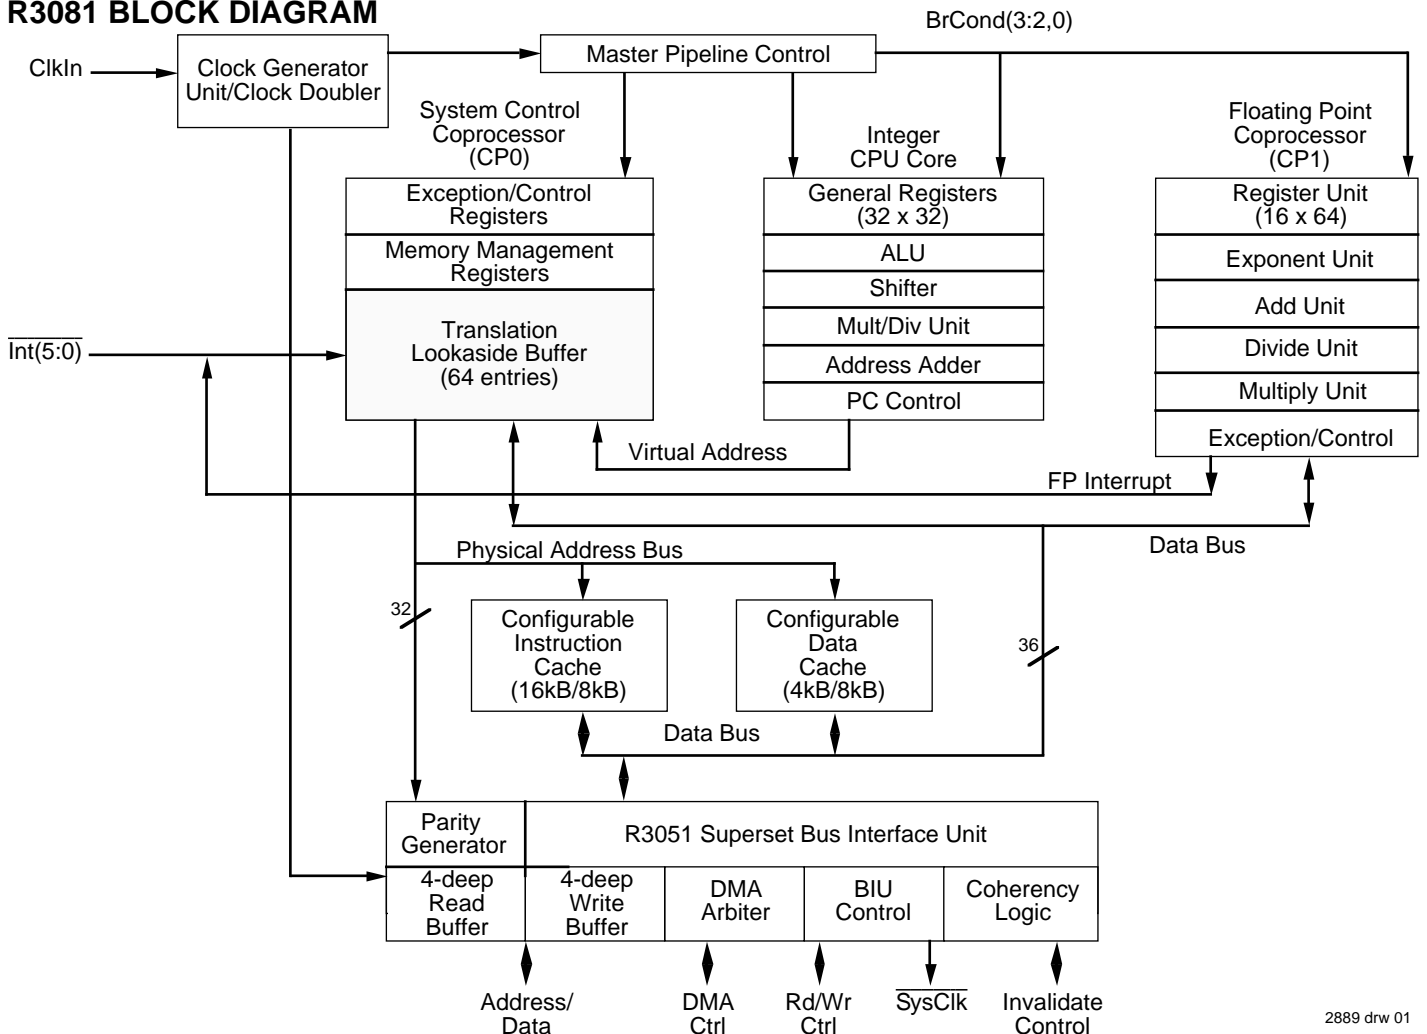 R3081 BLOCK DIAGRAM
BrCond(3:2,0)
ClkIn
Clock Generator
Unit/Clock Doubler
Master Pipeline Control
System Control
Coprocessor
(CP0)
Integer
CPU Core
Floating Point
Coprocessor
(CP1)
Exception/Control
Registers
Memory Management
Registers
Translation
Lookaside Buffer
(64 entries)
General Registers
(32 x 32)
ALU
Shifter
Mult/Div Unit
Address Adder
PC Control
Register Unit
(16 x 64)
Exponent Unit
Add Unit
Divide Unit
Multiply Unit
Exception/Control
Int(5:0)
Virtual Address
FP Interrupt
Data Bus
Physical Address Bus
32
Configurable
Instruction
Cache
(16kB/8kB)
Configurable
Data
Cache
(4kB/8kB)
36
Data Bus
Parity
Generator
R3051 Superset Bus Interface Unit
4-deep
Read
Buffer
4-deep
Write
Buffer
DMA
Arbiter
BIU
Control
Coherency
Logic
Address/
Data
DMA
Ctrl
Rd/Wr
Ctrl
SysClk
Invalidate
Control
2889 drw 01